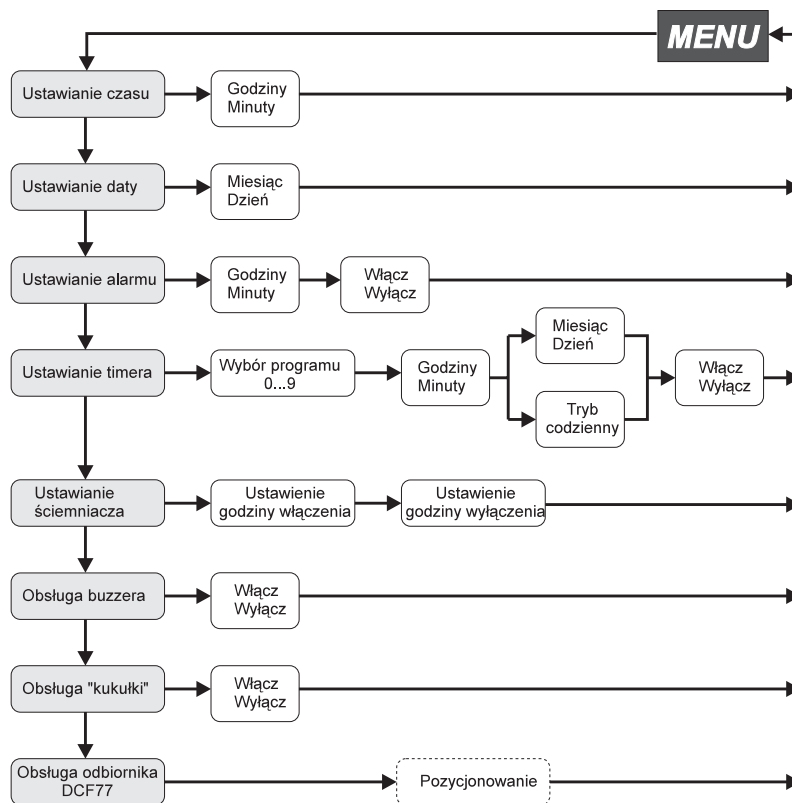 MENU
Ustawianie czasu
Godziny
Minuty
Ustawianie daty
Miesiąc
Dzień
Ustawianie alarmu
Godziny
Minuty
Włącz
Wyłącz
Ustawianie timera
Wybór programu
0...9
Godziny
Minuty
Miesiąc
Dzień
Tryb
codzienny
Włącz
Wyłącz
Ustawianie
ściemniacza
Ustawienie
godziny włączenia
Ustawienie
godziny wyłączenia
Obsługa buzzera
Włącz
Wyłącz
Obsługa "kukułki"
Włącz
Wyłącz
Obsługa odbiornika
DCF77
Pozycjonowanie